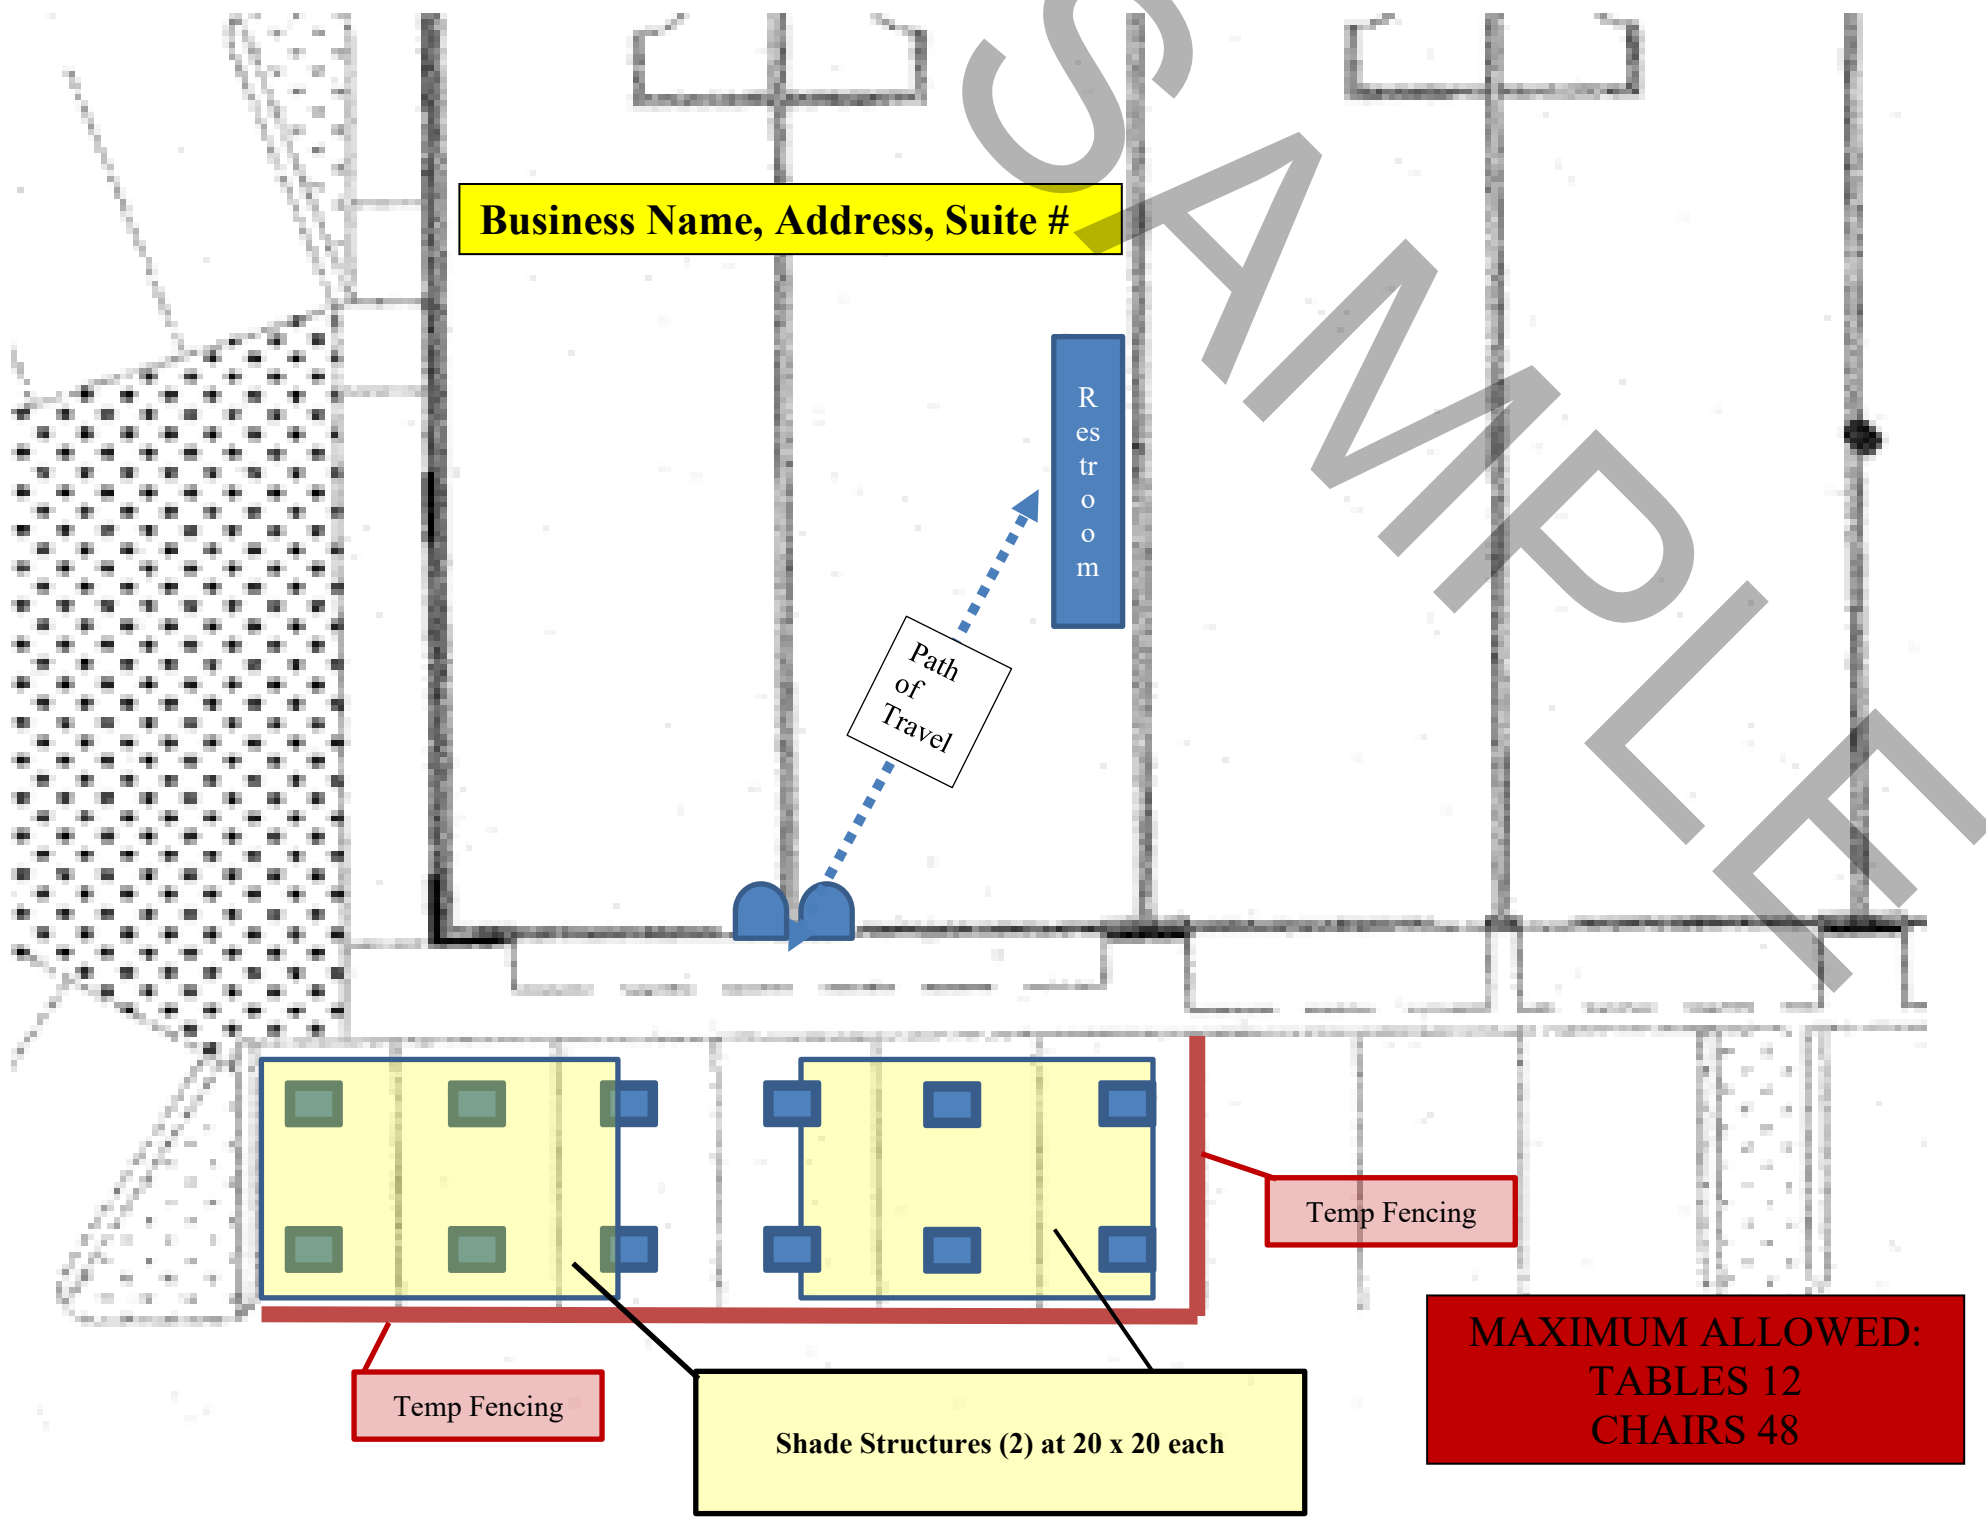 SAMPLE
Business Name, Address, Suite #
R
es
tr
o
o
m
Path
of
Travel
Temp Fencing
MAXIMUM ALLOWED:
TABLES 12
CHAIRS 48
Temp Fencing
Shade Structures (2) at 20 x 20 each